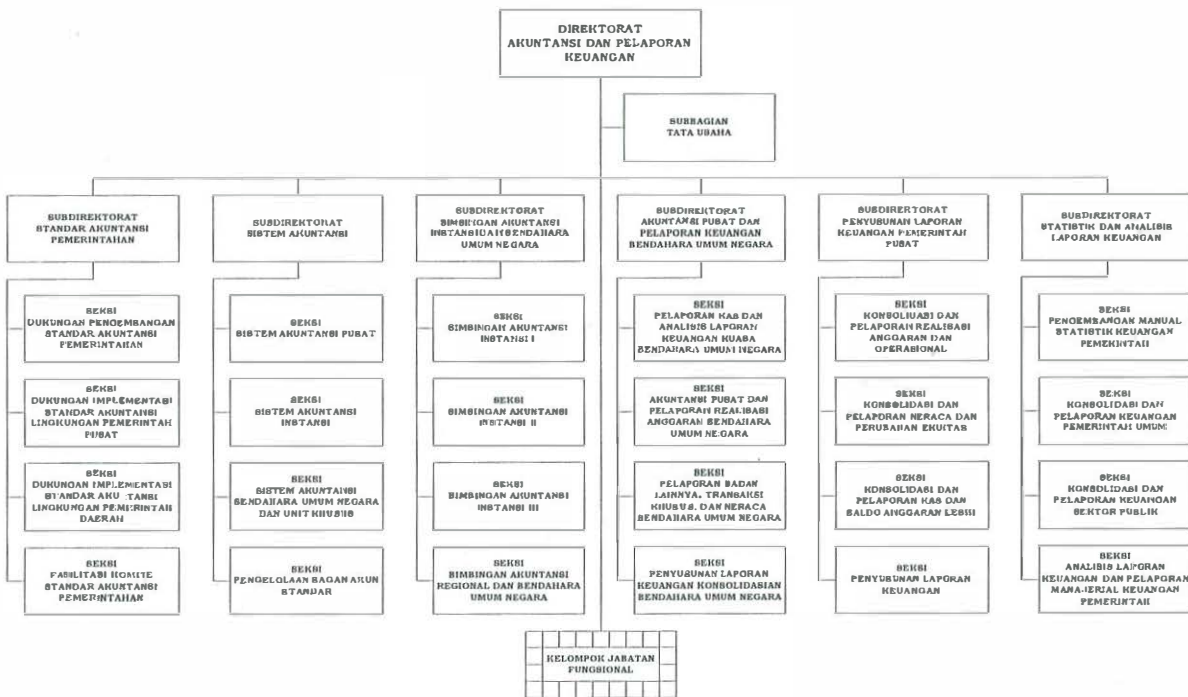 DIREKTORAT
AKUNTANSI DAN PELAPORAN
KEUANGAN
SUBBAGIAN
TATA USAHA
SUBDIREKTORAT
STANDAR AKUNTANSI
PEMERINTAHAN
SUBDIREKTORAT
SISTEM AKUNTANSI
SUBDIREKTORAT
BIMBINGAN AKUNTANSI
INSTANSI DAN BENDAHARA
UMUM NEGARA
SUBDIREKTORAT
AKUNTANSI PUSAT DAN
PELAPORAN KEUANGAN
BENDAHARA UMUM NEGARA
SUBDIREKTORAT
PENYUSUNAN LAPORAN
KEUANGAN PEMERINTAH
PUSAT
SUBDIREKTORAT
STATISTIK DAN ANALISIS
LAPORAN KEUANGAN
SEKSI
DUKUNGAN PENGEMBANGAN
STANDAR AKUNTANSI
PEMERINTAHAN
SEKSI
SISTEM AKUNTANSI PUSAT
SEKSI
BIMBINGAN AKUNTANSI
INSTANSI I
SEKSI
PELAPORAN KAS DAN
ANALISIS LAPORAN
KEUANGAN KUASA
BENDAHARA UMUM NEGARA
SEKSI
KONSOLIDASI DAN
PELAPORAN REALISASI
ANGGARAN DAN
OPERASIONAL
SEKSI
PENGEMBANGAN MANUAL
STATISTIK KEUANGAN
PEMERINTAH
SEKSI
DUKUNGAN IMPLEMENTASI
STANDAR AKUNTANSI
LINGKUNGAN PEMERINTAH
PUSAT
SEKSI
SISTEM AKUNTANSI
INSTANSI
SEKSI
BIMBINGAN AKUNTANSI
INSTANSI II
SEKSI
AKUNTANSI PUSAT DAN
PELAPORAN REALISASI
ANGGARAN BENDAHARA
UMUM NEGARA
SEKSI
KONSOLIDASI DAN
PELAPORAN NERACA DAN
PERUBAHAN EKUITAS
SEKSI
KONSOLIDASI DAN
PELAPORAN KEUANGAN
PEMERINTAH UMUM
SEKSI
DUKUNGAN IMPLEMENTASI
STANDAR AKUNTANSI
LINGKUNGAN PEMERINTAH
DAERAH
SEKSI
SISTEM AKUNTANSI
BENDAHARA UMUM NEGARA
DAN UNIT KHUSUS
SEKSI
BIMBINGAN AKUNTANSI
INSTANSI III
SEKSI
PELAPORAN BADAN
LAINNYA, TRANSAKSI
KHUSUS, DAN NERACA
BENDAHARA UMUM NEGARA
SEKSI
KONSOLIDASI DAN
PELAPORAN KAS DAN
SALDO ANGGARAN LEBIH
SEKSI
KONSOLIDASI DAN
PELAPORAN KEUANGAN
SEKTOR PUBLIK
SEKSI
FASILITASI KOMITE
STANDAR AKUNTANSI
PEMERINTAHAN
SEKSI
PENGELOLAAN BAGAN AKUN
STANDAR
SEKSI
BIMBINGAN AKUNTANSI
REGIONAL DAN BENDAHARA
UMUM NEGARA
SEKSI
PENYUSUNAN LAPORAN
KEUANGAN KONSOLIDASIAN
BENDAHARA UMUM NEGARA
SEKSI
PENYUSUNAN LAPORAN
KEUANGAN
SEKSI
ANALISIS LAPORAN
KEUANGAN DAN PELAPORAN
MANAJERIAL KEUANGAN
PEMERINTAH
KELOMPOK JABATAN
FUNGSIONAL